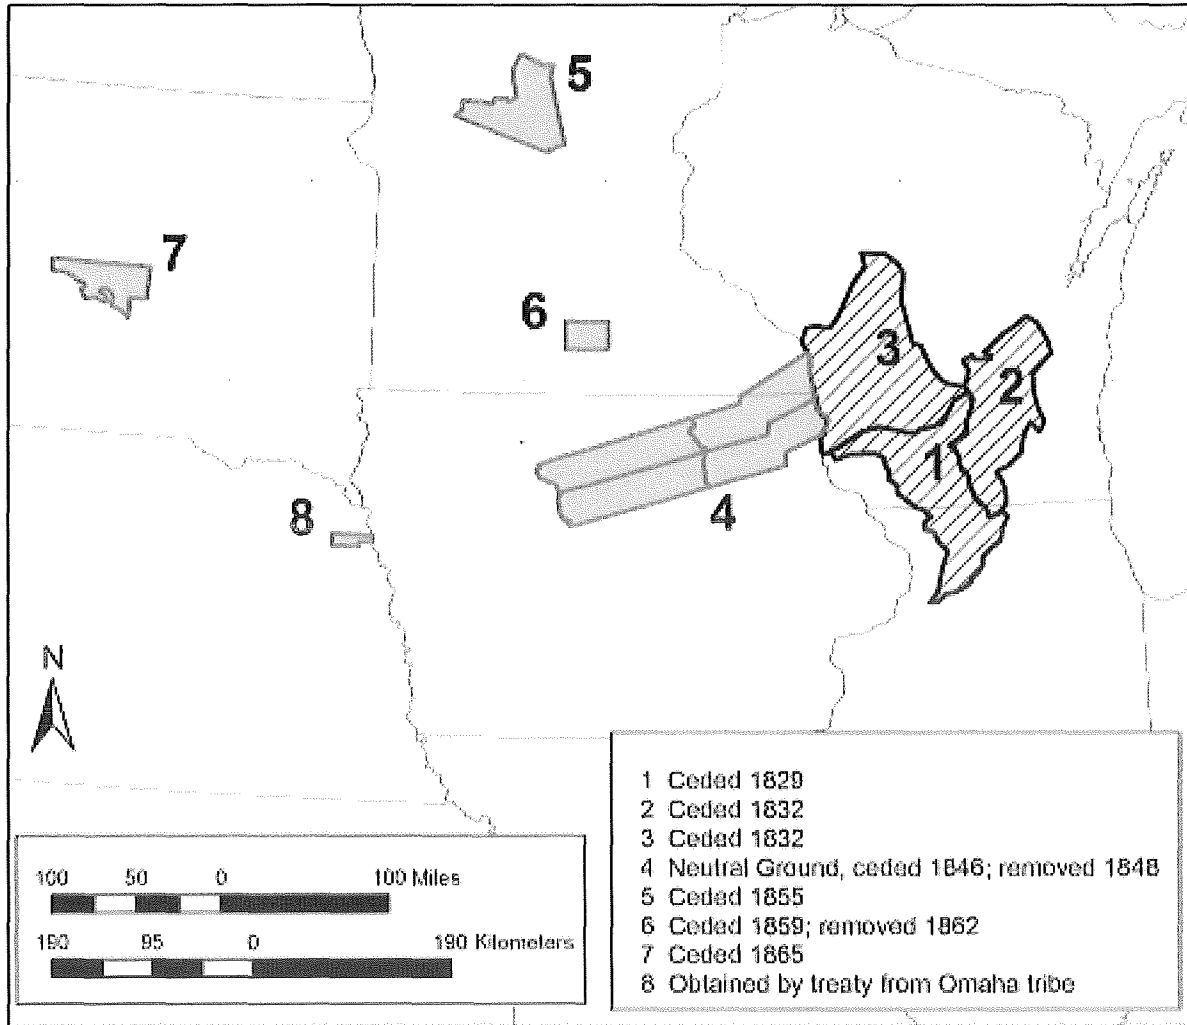 5
7
6
3
2
1
4
8
N
1 Ceded 1829
2 Ceded 1832
3 Ceded 1832
4 Neutral Ground, ceded 1846; removed 1848
5 Ceded 1855
6 Ceded 1859; removed 1862
7 Ceded 1865
8 Obtained by treaty from Omaha tribe
100 50 0 100 Miles
190 95 0 190 Kilometers